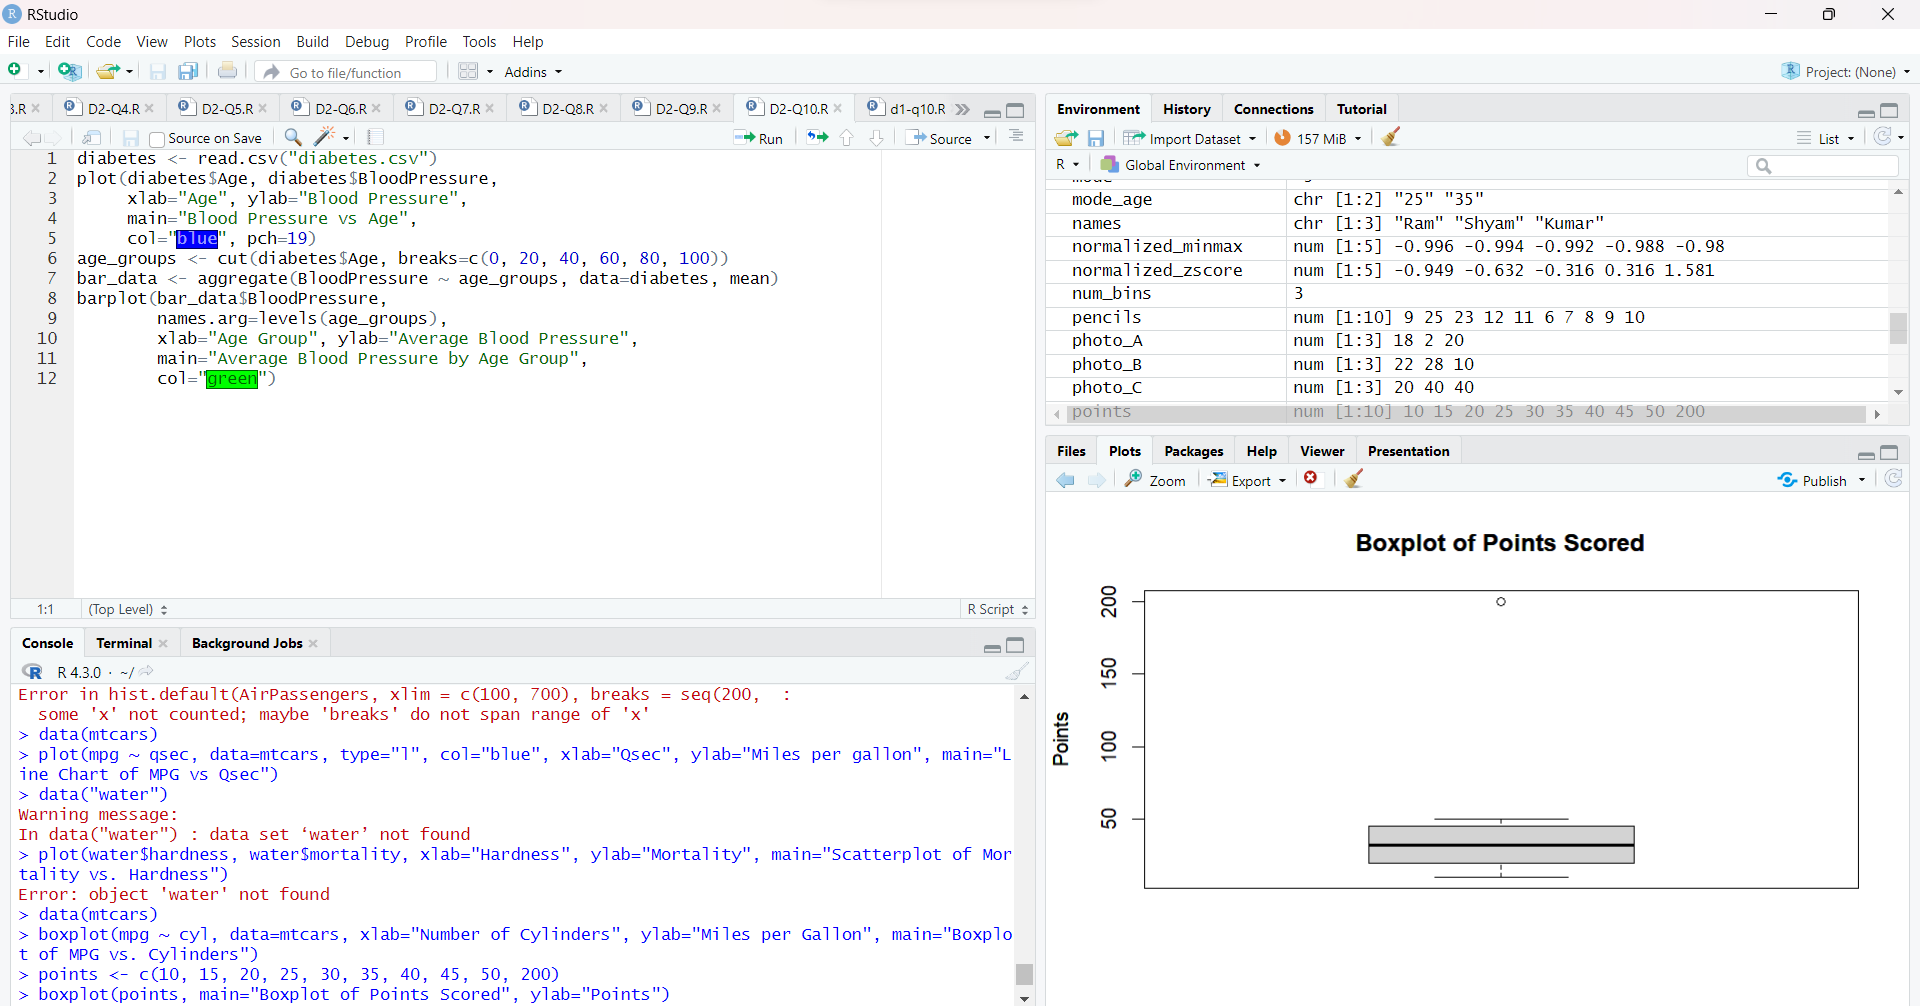 RStudio
File Edit Code View Plots Session Build Debug Profile Tools Help
Go to file/function Addins Project: (None)
3.R D2-Q4.R D2-Q5.R D2-Q6.R D2-Q7.R D2-Q8.R D2-Q9.R D2-Q10.R d1-q10.R
Source on Save Run Source
1 diabetes <- read.csv("diabetes.csv")
2 plot(diabetes$Age, diabetes$BloodPressure,
3 xlab="Age", ylab="Blood Pressure",
4 main="Blood Pressure vs Age",
5 col="blue", pch=19)
6 age_groups <- cut(diabetes$Age, breaks=c(0, 20, 40, 60, 80, 100))
7 bar_data <- aggregate(BloodPressure ~ age_groups, data=diabetes, mean)
8 barplot(bar_data$BloodPressure,
9 names.arg=levels(age_groups),
10 xlab="Age Group", ylab="Average Blood Pressure",
11 main="Average Blood Pressure by Age Group",
12 col="green")
1:1 (Top Level) R Script
Console Terminal Background Jobs
R 4.3.0 · ~/
Error in hist.default(AirPassengers, xlim = c(100, 700), breaks = seq(200,  :
some 'x' not counted; maybe 'breaks' do not span range of 'x'
> data(mtcars)
> plot(mpg ~ qsec, data=mtcars, type="l", col="blue", xlab="Qsec", ylab="Miles per gallon", main="L
ine Chart of MPG vs Qsec")
> data("water")
Warning message:
In data("water") : data set ‘water’ not found
> plot(water$hardness, water$mortality, xlab="Hardness", ylab="Mortality", main="Scatterplot of Mor
tality vs. Hardness")
Error: object 'water' not found
> data(mtcars)
> boxplot(mpg ~ cyl, data=mtcars, xlab="Number of Cylinders", ylab="Miles per Gallon", main="Boxplo
t of MPG vs. Cylinders")
> points <- c(10, 15, 20, 25, 30, 35, 40, 45, 50, 200)
> boxplot(points, main="Boxplot of Points Scored", ylab="Points")
Environment History Connections Tutorial
Import Dataset 157 MiB List
R Global Environment
mode_age chr [1:2] "25" "35"
names chr [1:3] "Ram" "Shyam" "Kumar"
normalized_minmax num [1:5] -0.996 -0.994 -0.992 -0.988 -0.98
normalized_zscore num [1:5] -0.949 -0.632 -0.316 0.316 1.581
num_bins 3
pencils num [1:10] 9 25 23 12 11 6 7 8 9 10
photo_A num [1:3] 18 2 20
photo_B num [1:3] 22 28 10
photo_C num [1:3] 20 40 40
points num [1:10] 10 15 20 25 30 35 40 45 50 200
Files Plots Packages Help Viewer Presentation
Zoom Export Publish
Boxplot of Points Scored
Points
200
150
100
50